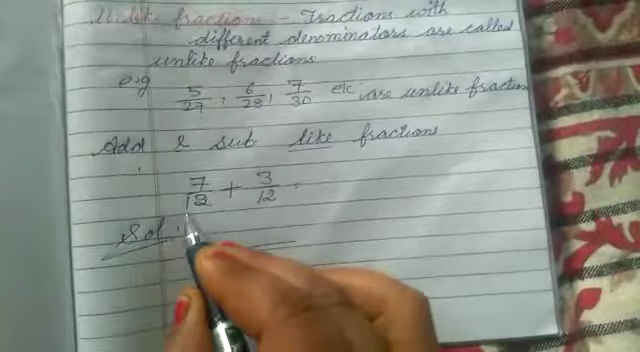 Unlike fractions - Fractions with
different denominators are called
unlike fractions
e.g 5/27, 6/28, 7/30 etc are unlike fraction
Add & sub like fractions
7/12 + 3/12
Sol.